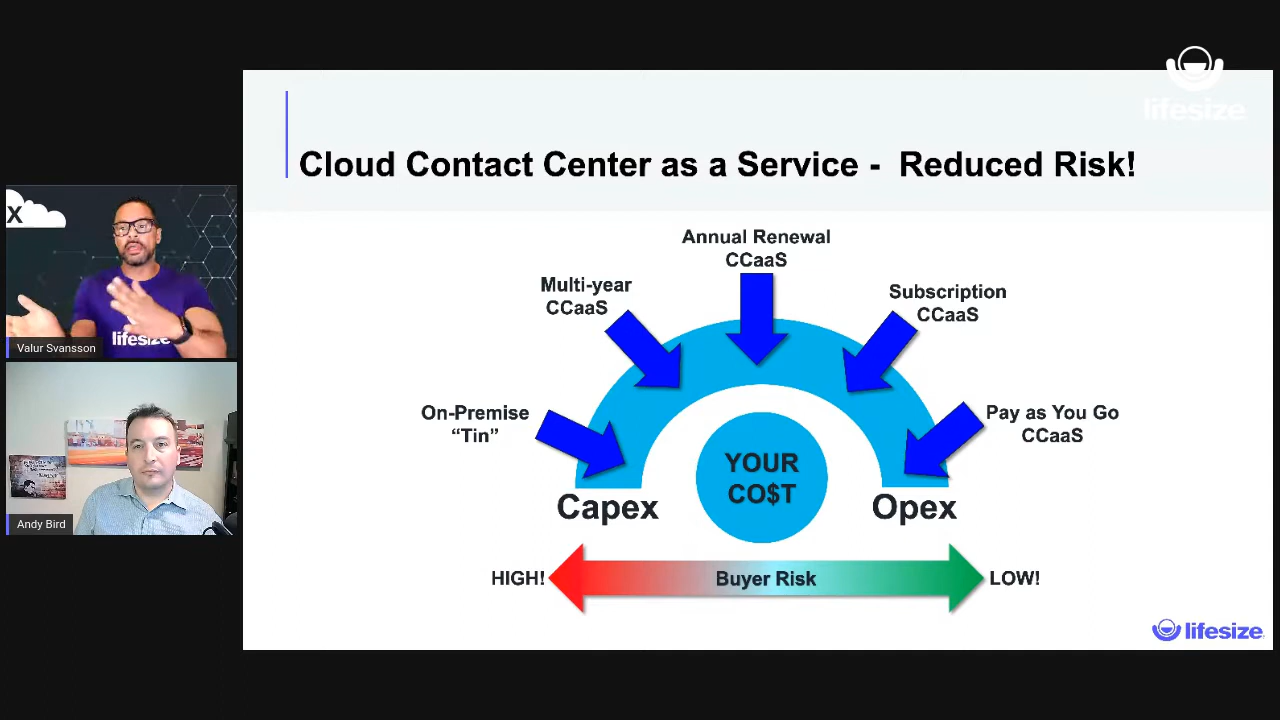 lifesize
Cloud Contact Center as a Service - Reduced Risk!
Annual Renewal
CCaaS
Multi-year
CCaaS
Subscription
CCaaS
On-Premise
“Tin”
Pay as You Go
CCaaS
YOUR
CO$T
Capex
Opex
HIGH!
Buyer Risk
LOW!
lifesize
X
lifesize
Valur Svansson
Andy Bird